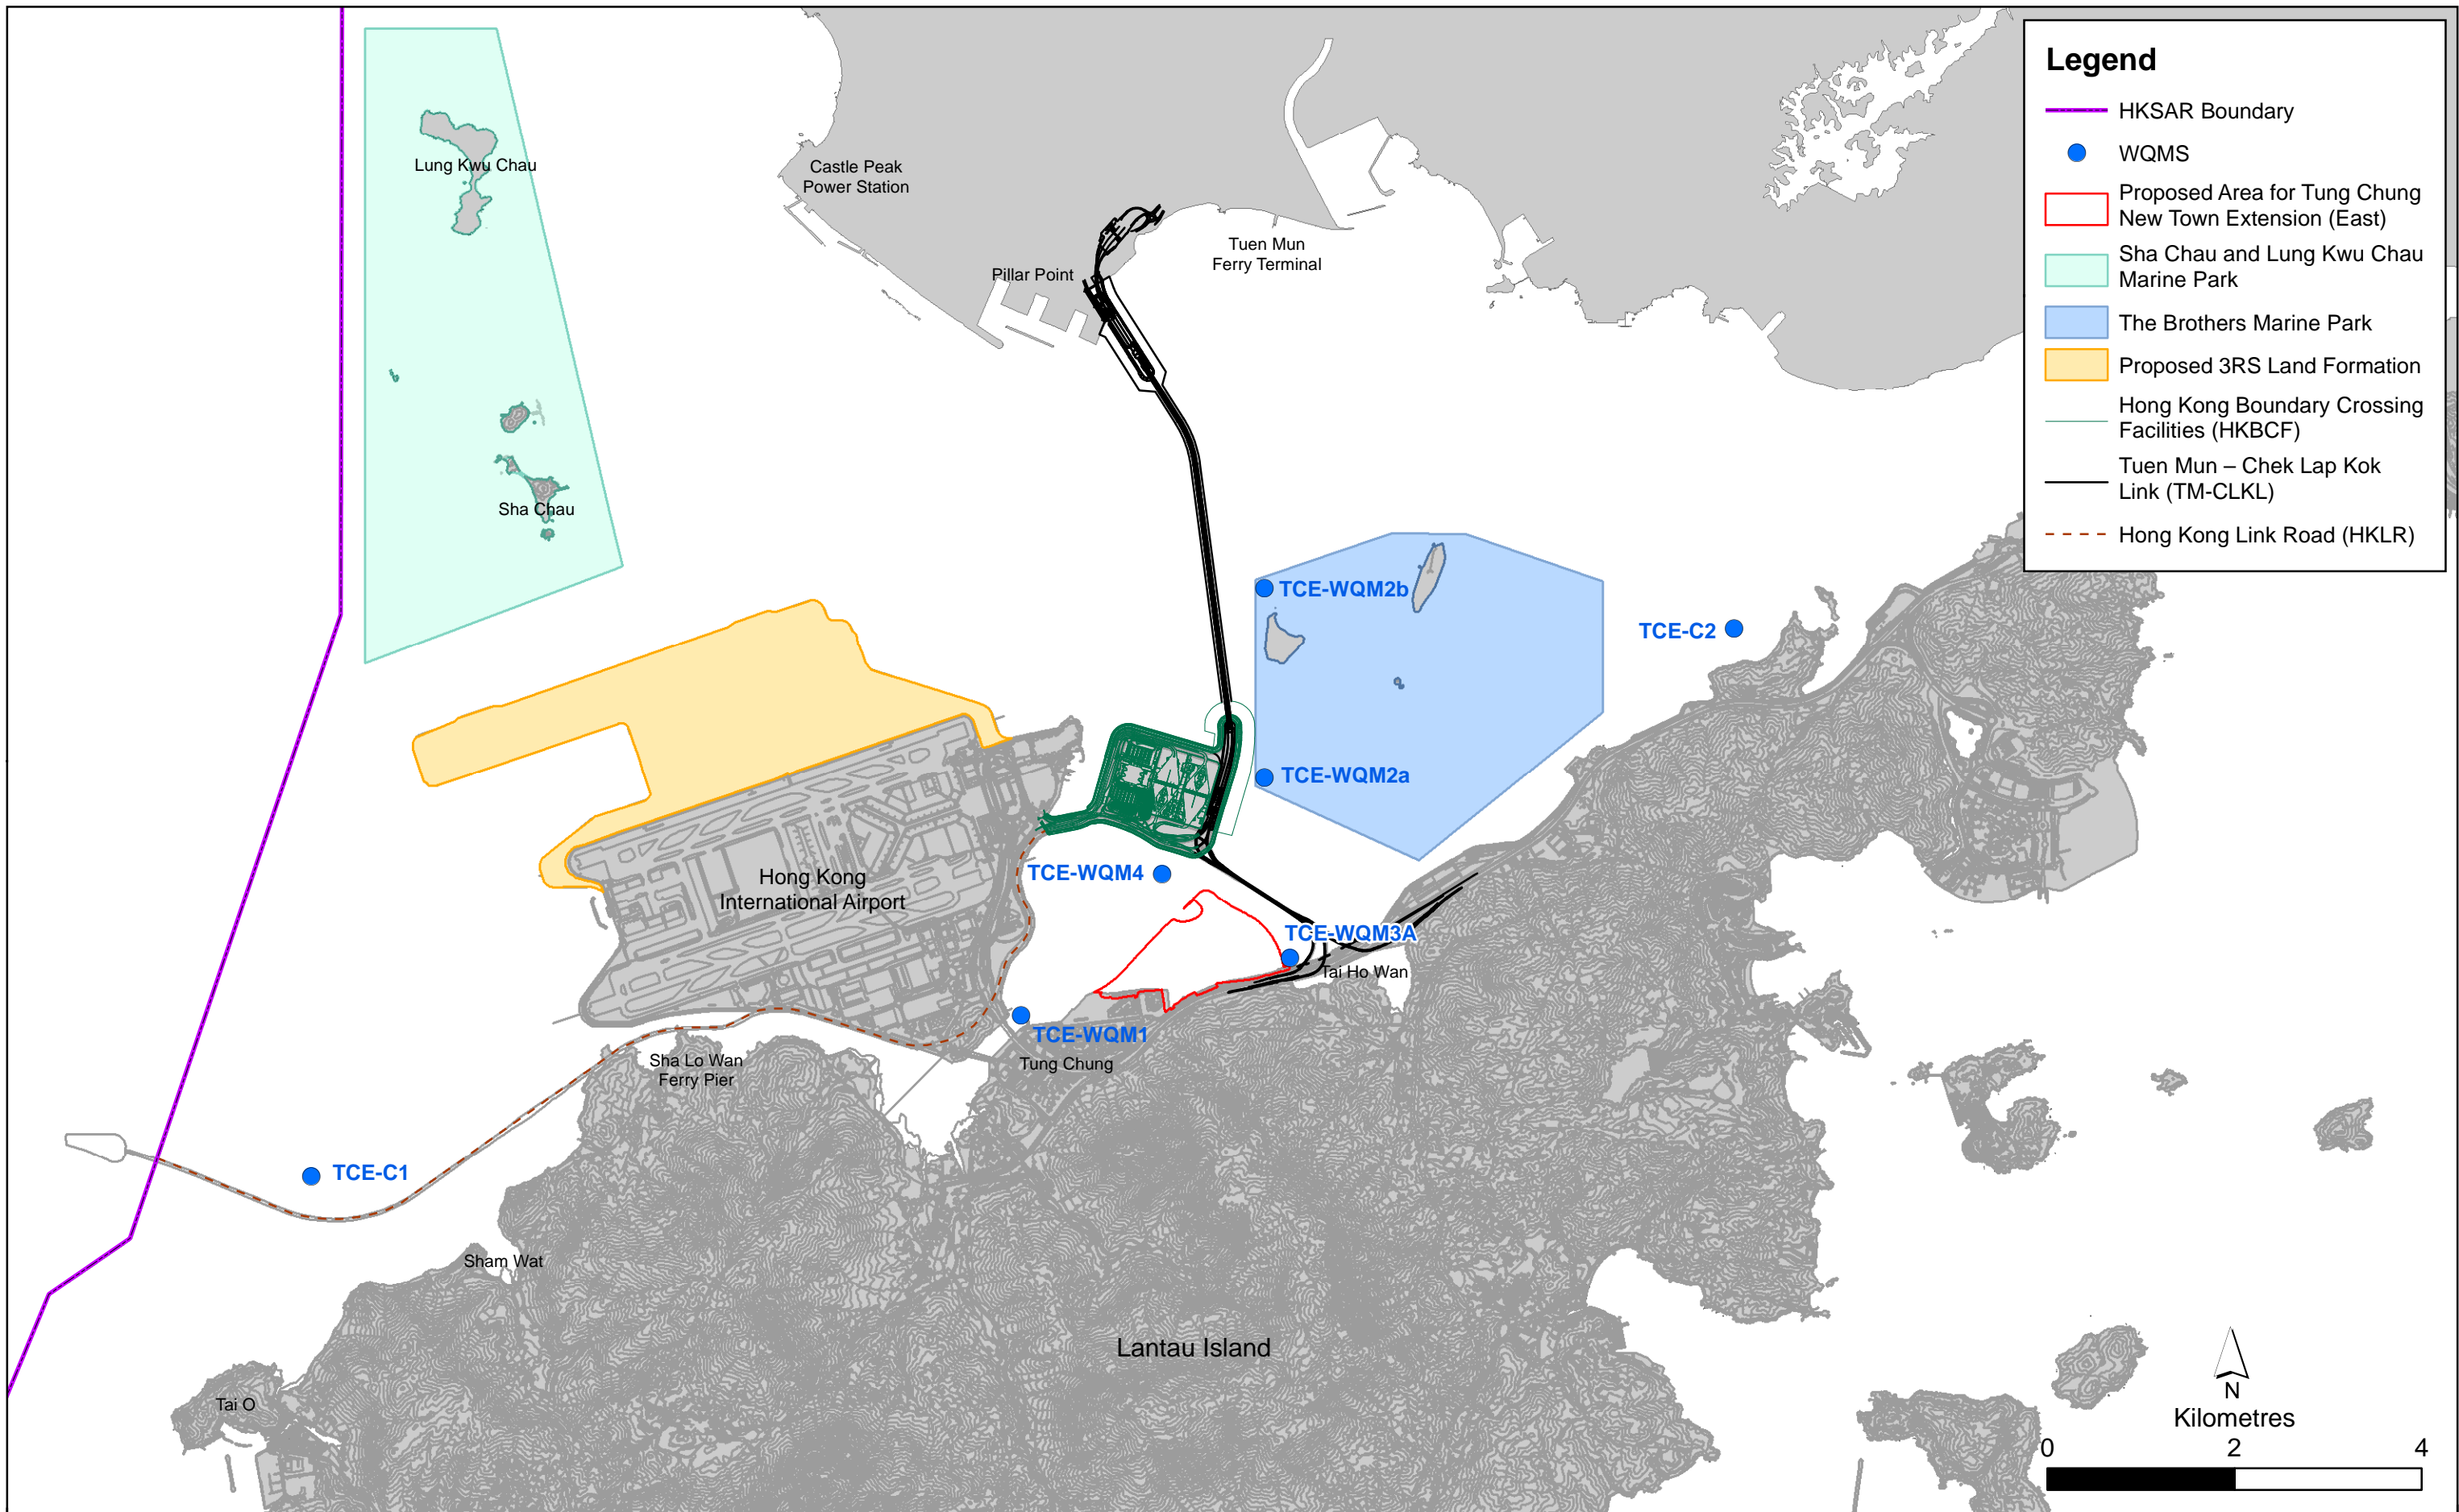 Legend
HKSAR Boundary
WQMS
Proposed Area for Tung Chung
New Town Extension (East)
Sha Chau and Lung Kwu Chau
Marine Park
The Brothers Marine Park
Proposed 3RS Land Formation
Hong Kong Boundary Crossing
Facilities (HKBCF)
Tuen Mun – Chek Lap Kok
Link (TM-CLKL)
Hong Kong Link Road (HKLR)
Lung Kwu Chau
Castle Peak
Power Station
Tuen Mun
Ferry Terminal
Pillar Point
Sha Chau
TCE-WQM2b
TCE-C2
TCE-WQM2a
TCE-WQM4
Hong Kong
International Airport
TCE-WQM3A
Tai Ho Wan
TCE-WQM1
Tung Chung
Sha Lo Wan
Ferry Pier
TCE-C1
Sham Wat
Lantau Island
Tai O
N
Kilometres
0 2 4